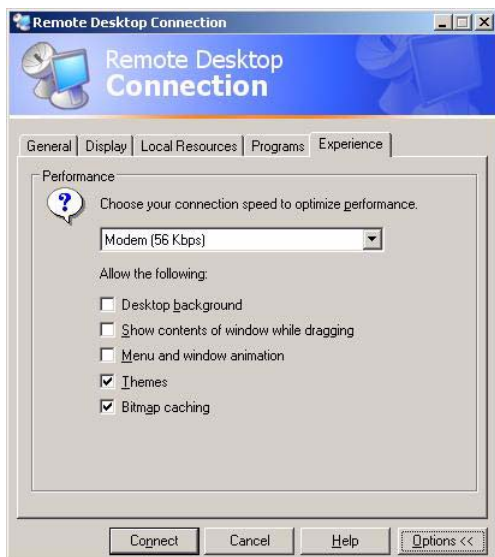 Remote Desktop Connection
Remote Desktop
Connection
General Display Local Resources Programs Experience
Performance
Choose your connection speed to optimize performance.
Modem (56 Kbps)
Allow the following:
Desktop background
Show contents of window while dragging
Menu and window animation
Themes
Bitmap caching
Connect Cancel Help Options <<